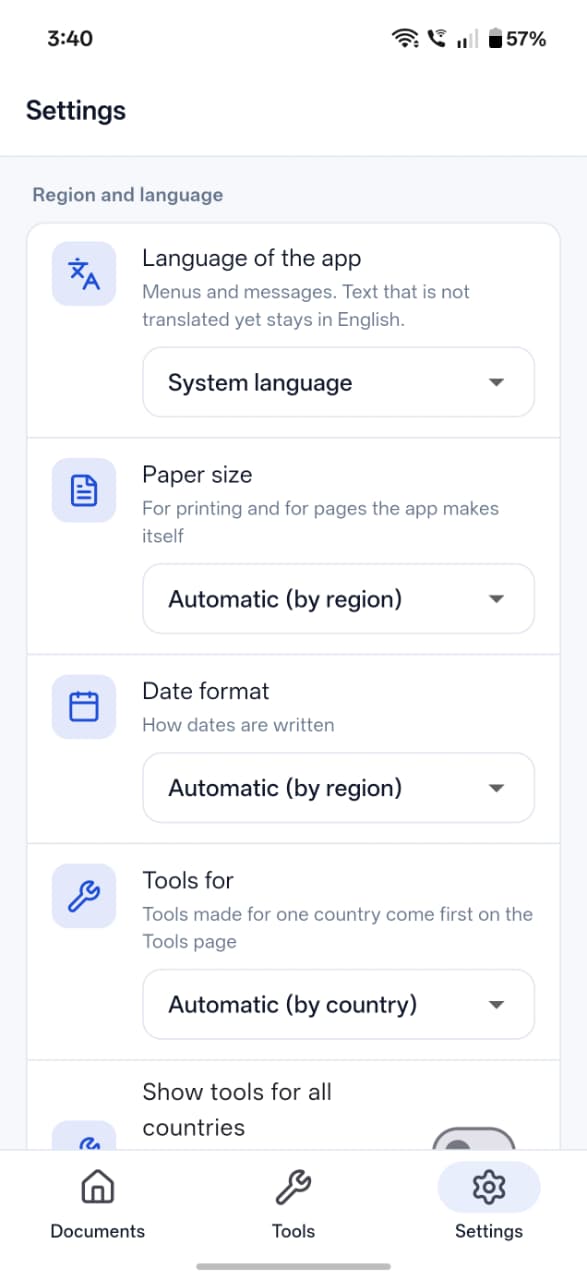 3:40
57%
Settings
Region and language
Language of the app
Menus and messages. Text that is not
translated yet stays in English.
System language
Paper size
For printing and for pages the app makes
itself
Automatic (by region)
Date format
How dates are written
Automatic (by region)
Tools for
Tools made for one country come first on the
Tools page
Automatic (by country)
Show tools for all
countries
Documents
Tools
Settings